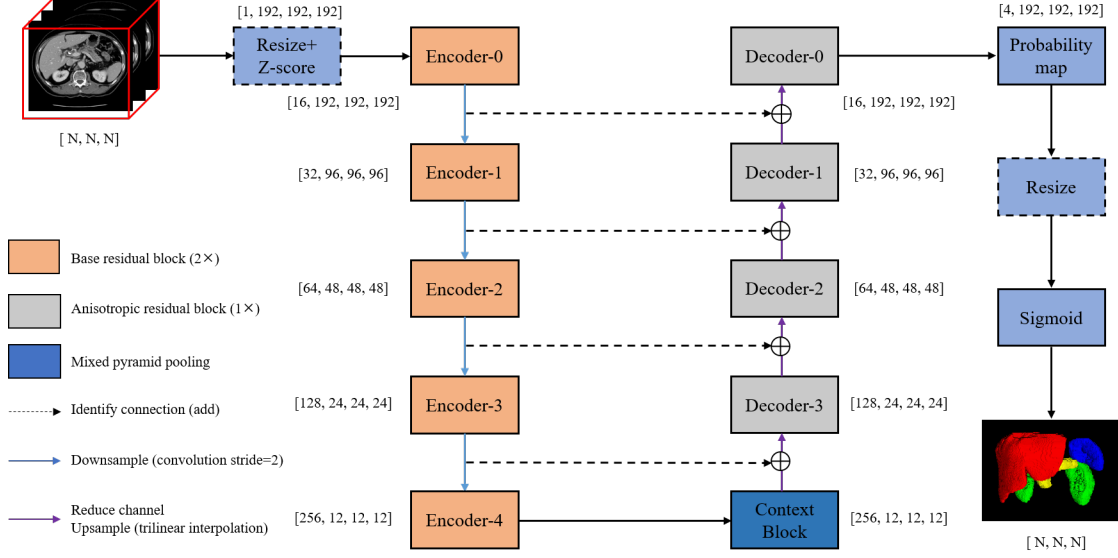 [1, 192, 192, 192]
[4, 192, 192, 192]
Resize+
Z-score
Encoder-0
Decoder-0
Probability
map
[16, 192, 192, 192]
[16, 192, 192, 192]
[ N, N, N]
[32, 96, 96, 96]
Encoder-1
Decoder-1
[32, 96, 96, 96]
Resize
Base residual block (2×)
[64, 48, 48, 48]
Encoder-2
Decoder-2
[64, 48, 48, 48]
Anisotropic residual block (1×)
Sigmoid
Mixed pyramid pooling
Identify connection (add)
[128, 24, 24, 24]
Encoder-3
Decoder-3
[128, 24, 24, 24]
Downsample (convolution stride=2)
Reduce channel
Upsample (trilinear interpolation)
[256, 12, 12, 12]
Encoder-4
Context
Block
[256, 12, 12, 12]
[ N, N, N]